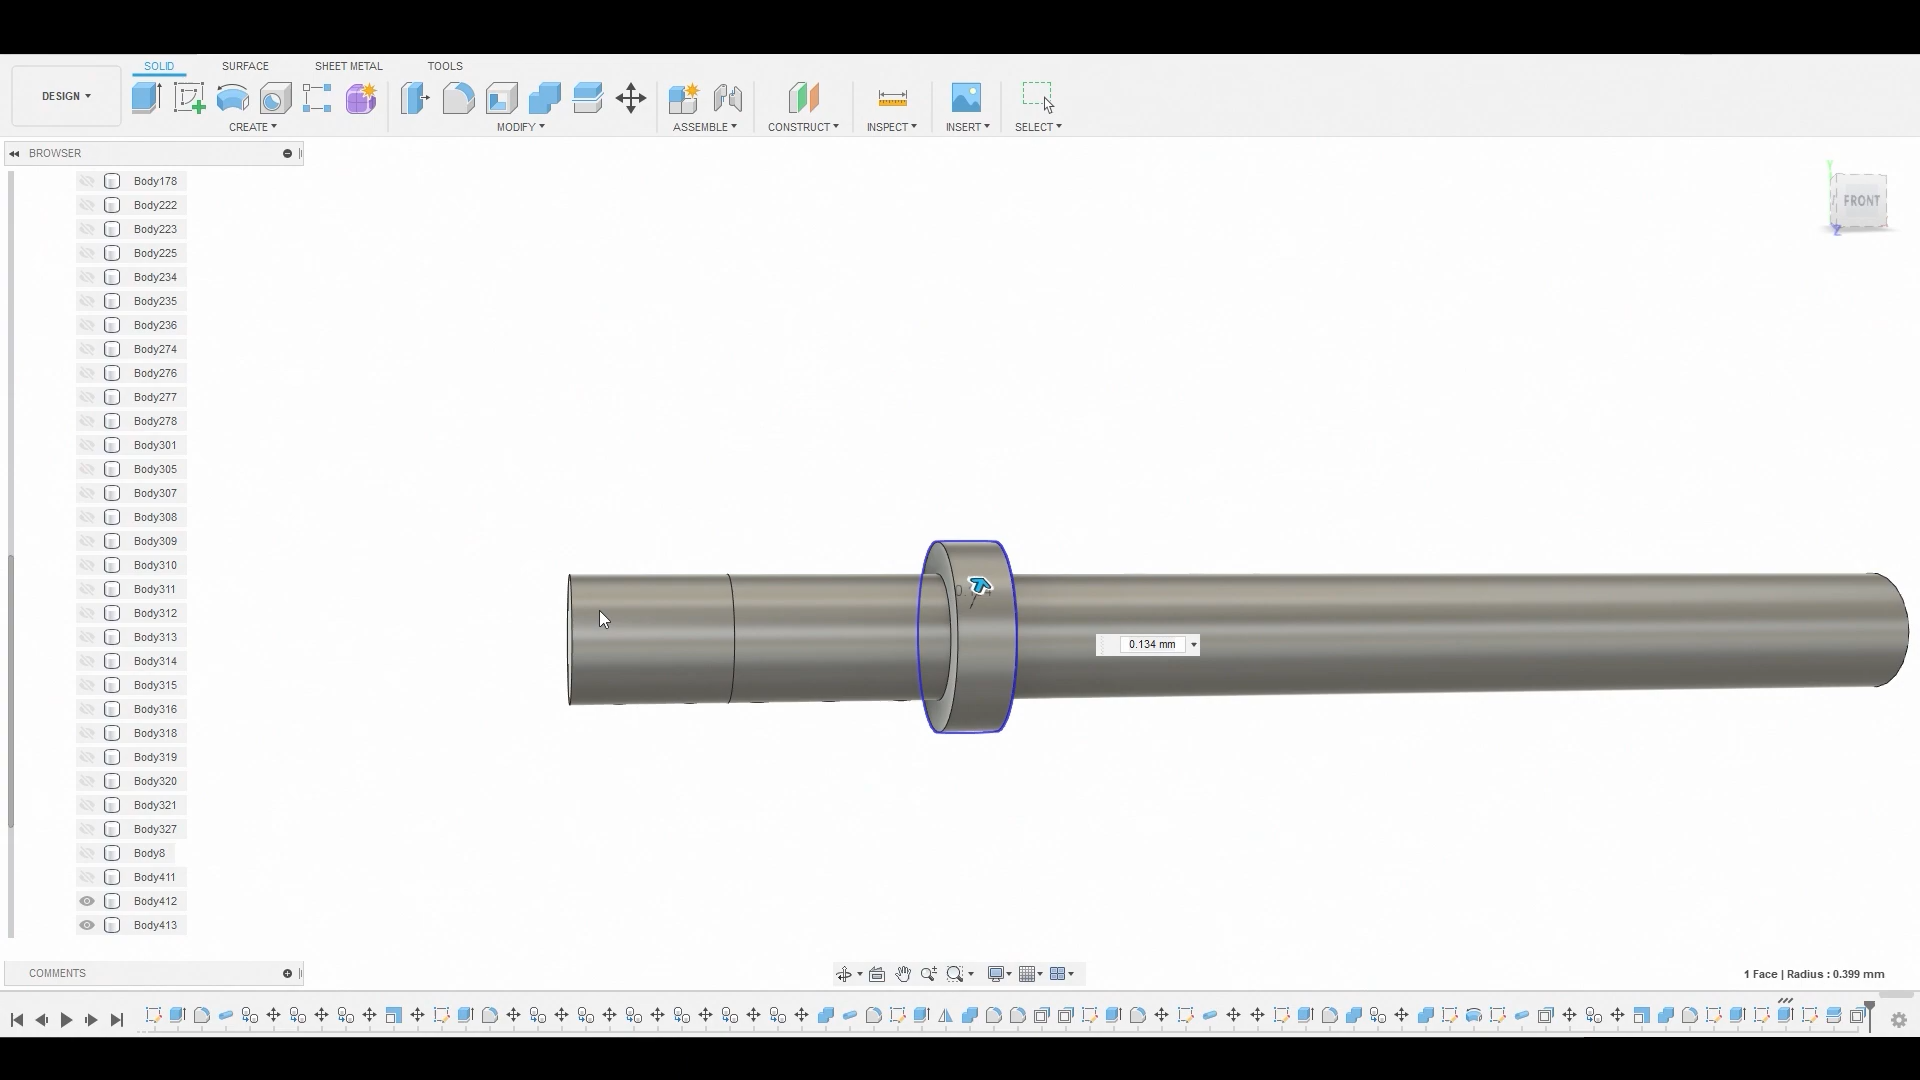 SOLID SURFACE SHEET METAL TOOLS
DESIGN
CREATE MODIFY ASSEMBLE CONSTRUCT INSPECT INSERT SELECT
BROWSER
Body178
Body222
Body223
Body225
Body234
Body235
Body236
Body274
Body276
Body277
Body278
Body301
Body305
Body307
Body308
Body309
Body310
Body311
Body312
Body313
Body314
Body315
Body316
Body318
Body319
Body320
Body321
Body327
Body8
Body411
Body412
Body413
Y
FRONT
Z
0.134 mm
COMMENTS
1 Face | Radius : 0.399 mm